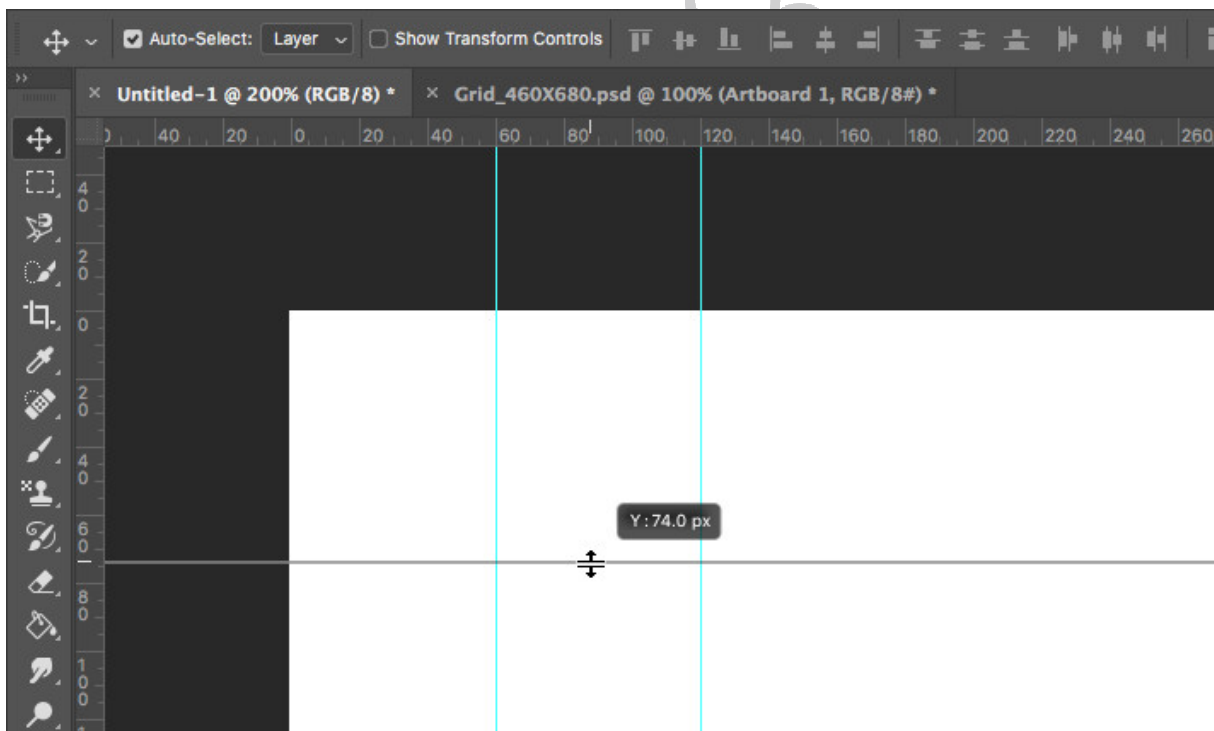 Auto-Select: Layer Show Transform Controls
Untitled-1 @ 200% (RGB/8) * Grid_460X680.psd @ 100% (Artboard 1, RGB/8#) *
40 20 0 20 40 60 80 100 120 140 160 180 200 220 240 260
40
20
0
20
40
60
80
100
Y: 74.0 px